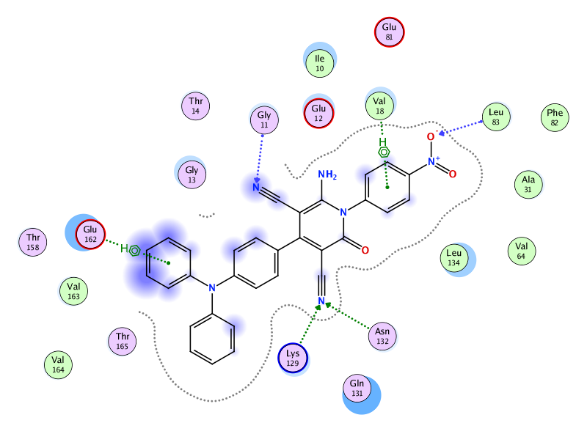 Glu
81
Ile
10
Thr
14
Gly
11
Glu
12
Val
18
Leu
83
Phe
82
H
O
N+
O
Gly
13
N
NH₂
Ala
31
N
O
Glu
162
H
Thr
158
Leu
134
Val
64
Val
163
N
N
Thr
165
Asn
132
Val
164
Lys
129
Gln
131